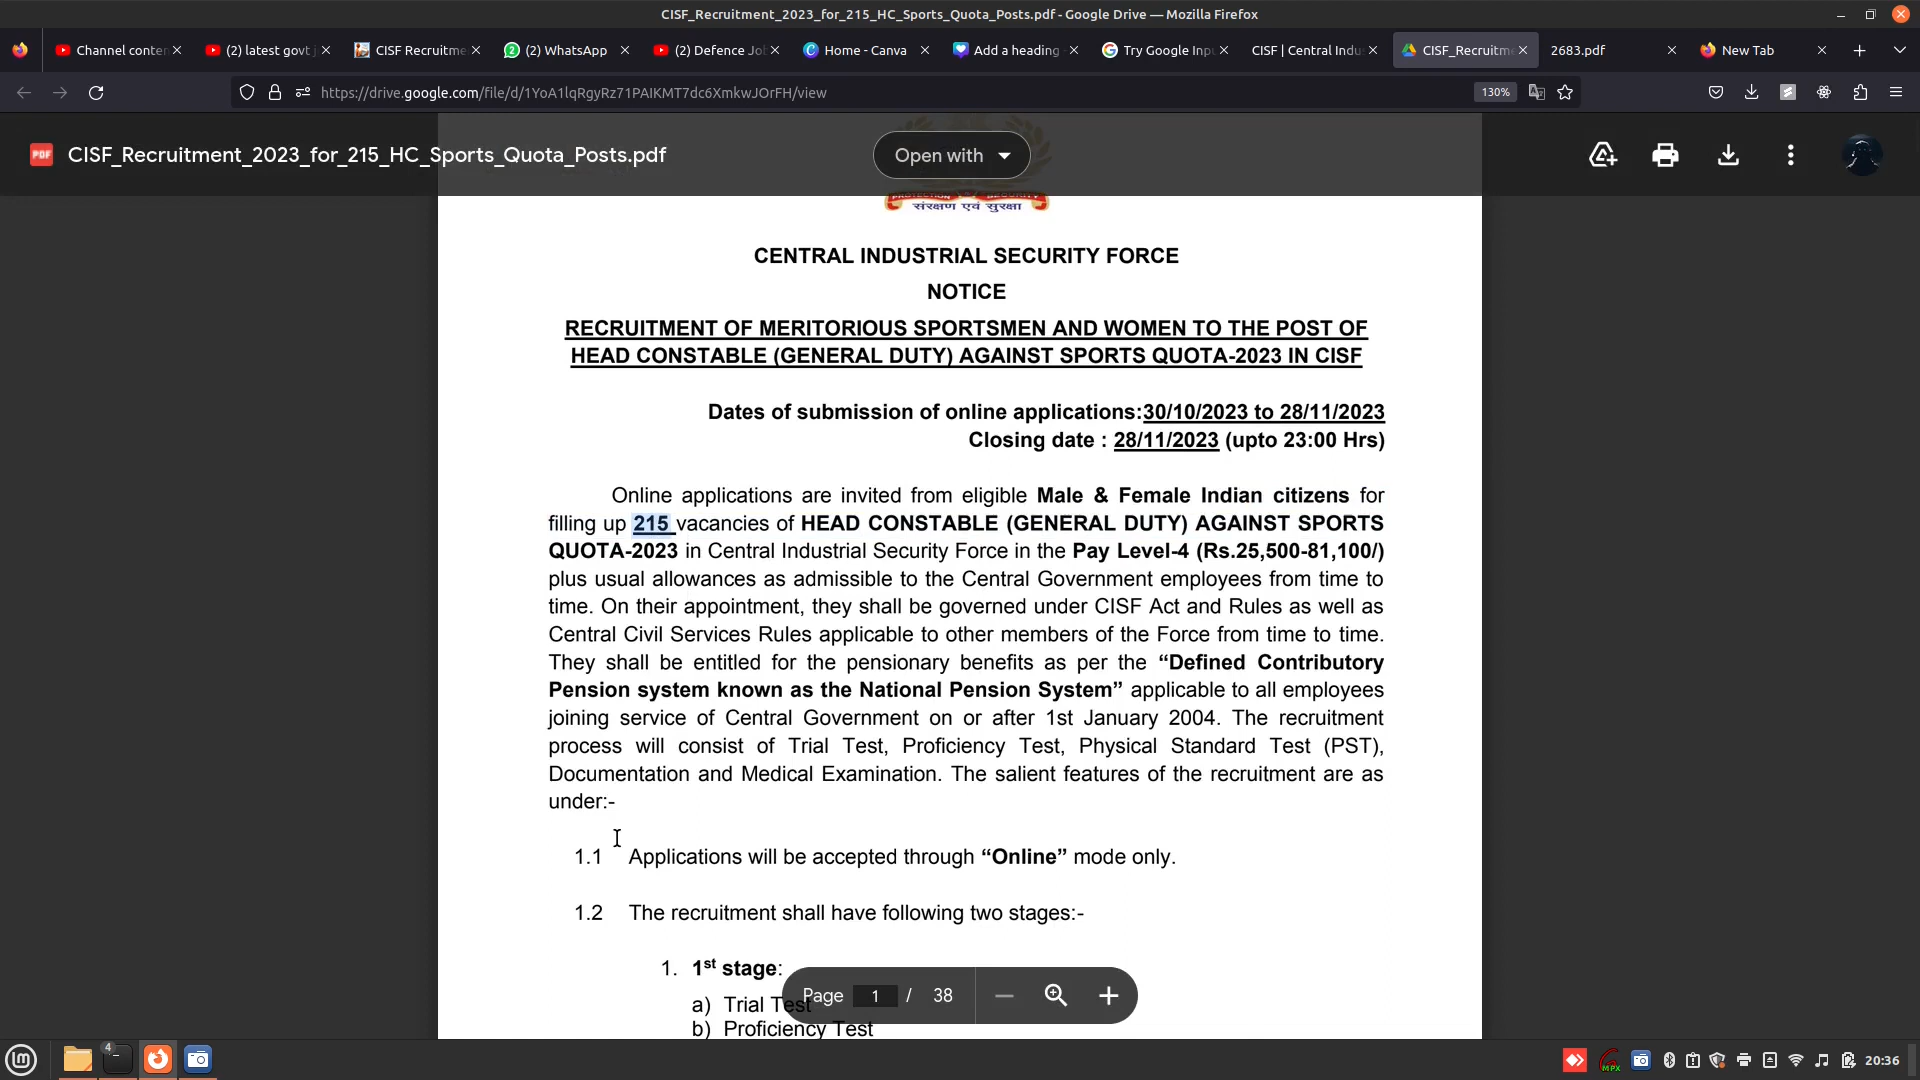 CISF_Recruitment_2023_for_215_HC_Sports_Quota_Posts.pdf - Google Drive — Mozilla Firefox
Channel conten
(2) latest govt j
CISF Recruitme
(2) WhatsApp
(2) Defence Jo
Home - Canva
Add a heading
Try Google Inp
CISF | Central Indu
CISF_Recruitm
2683.pdf
New Tab
https://drive.google.com/file/d/1YoA1lqRgyRz71PAIKMT7dc6XmkwJOrFH/view
130%
PDF
CISF_Recruitment_2023_for_215_HC_Sports_Quota_Posts.pdf
Open with
PROTECTION SECURITY
संरक्षण एवं सुरक्षा
CENTRAL INDUSTRIAL SECURITY FORCE
NOTICE
RECRUITMENT OF MERITORIOUS SPORTSMEN AND WOMEN TO THE POST OF
HEAD CONSTABLE (GENERAL DUTY) AGAINST SPORTS QUOTA-2023 IN CISF
Dates of submission of online applications:30/10/2023 to 28/11/2023
Closing date : 28/11/2023 (upto 23:00 Hrs)
Online applications are invited from eligible Male & Female Indian citizens for
filling up 215 vacancies of HEAD CONSTABLE (GENERAL DUTY) AGAINST SPORTS
QUOTA-2023 in Central Industrial Security Force in the Pay Level-4 (Rs.25,500-81,100/)
plus usual allowances as admissible to the Central Government employees from time to
time. On their appointment, they shall be governed under CISF Act and Rules as well as
Central Civil Services Rules applicable to other members of the Force from time to time.
They shall be entitled for the pensionary benefits as per the “Defined Contributory
Pension system known as the National Pension System” applicable to all employees
joining service of Central Government on or after 1st January 2004. The recruitment
process will consist of Trial Test, Proficiency Test, Physical Standard Test (PST),
Documentation and Medical Examination. The salient features of the recruitment are as
under:-
1.1 Applications will be accepted through “Online” mode only.
1.2 The recruitment shall have following two stages:-
1. 1st stage:
a) Trial Test
b) Proficiency Test
Page 1 / 38
4
MPX
20:36